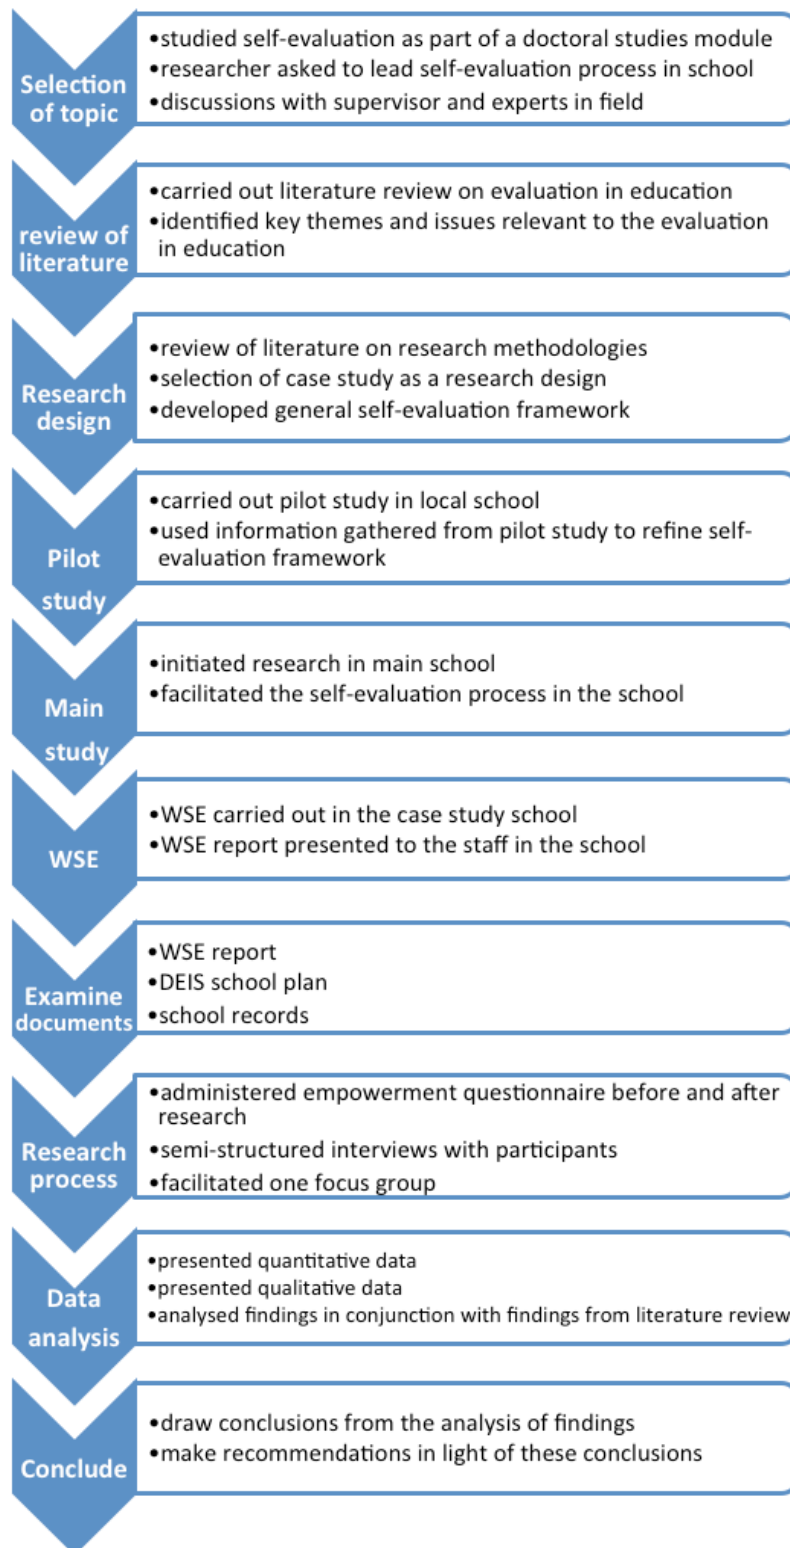 Selection
of topic
•studied self-evaluation as part of a doctoral studies module
•researcher asked to lead self-evaluation process in school
•discussions with supervisor and experts in field
review of
literature
•carried out literature review on evaluation in education
•identified key themes and issues relevant to the evaluation
in education
Research
design
•review of literature on research methodologies
•selection of case study as a research design
•developed general self-evaluation framework
Pilot
study
•carried out pilot study in local school
•used information gathered from pilot study to refine self-
evaluation framework
Main
study
•initiated research in main school
•facilitated the self-evaluation process in the school
WSE
•WSE carried out in the case study school
•WSE report presented to the staff in the school
Examine
documents
•WSE report
•DEIS school plan
•school records
Research
process
•administered empowerment questionnaire before and after
research
•semi-structured interviews with participants
•facilitated one focus group
Data
analysis
•presented quantitative data
•presented qualitative data
•analysed findings in conjunction with findings from literature review
Conclude
•draw conclusions from the analysis of findings
•make recommendations in light of these conclusions